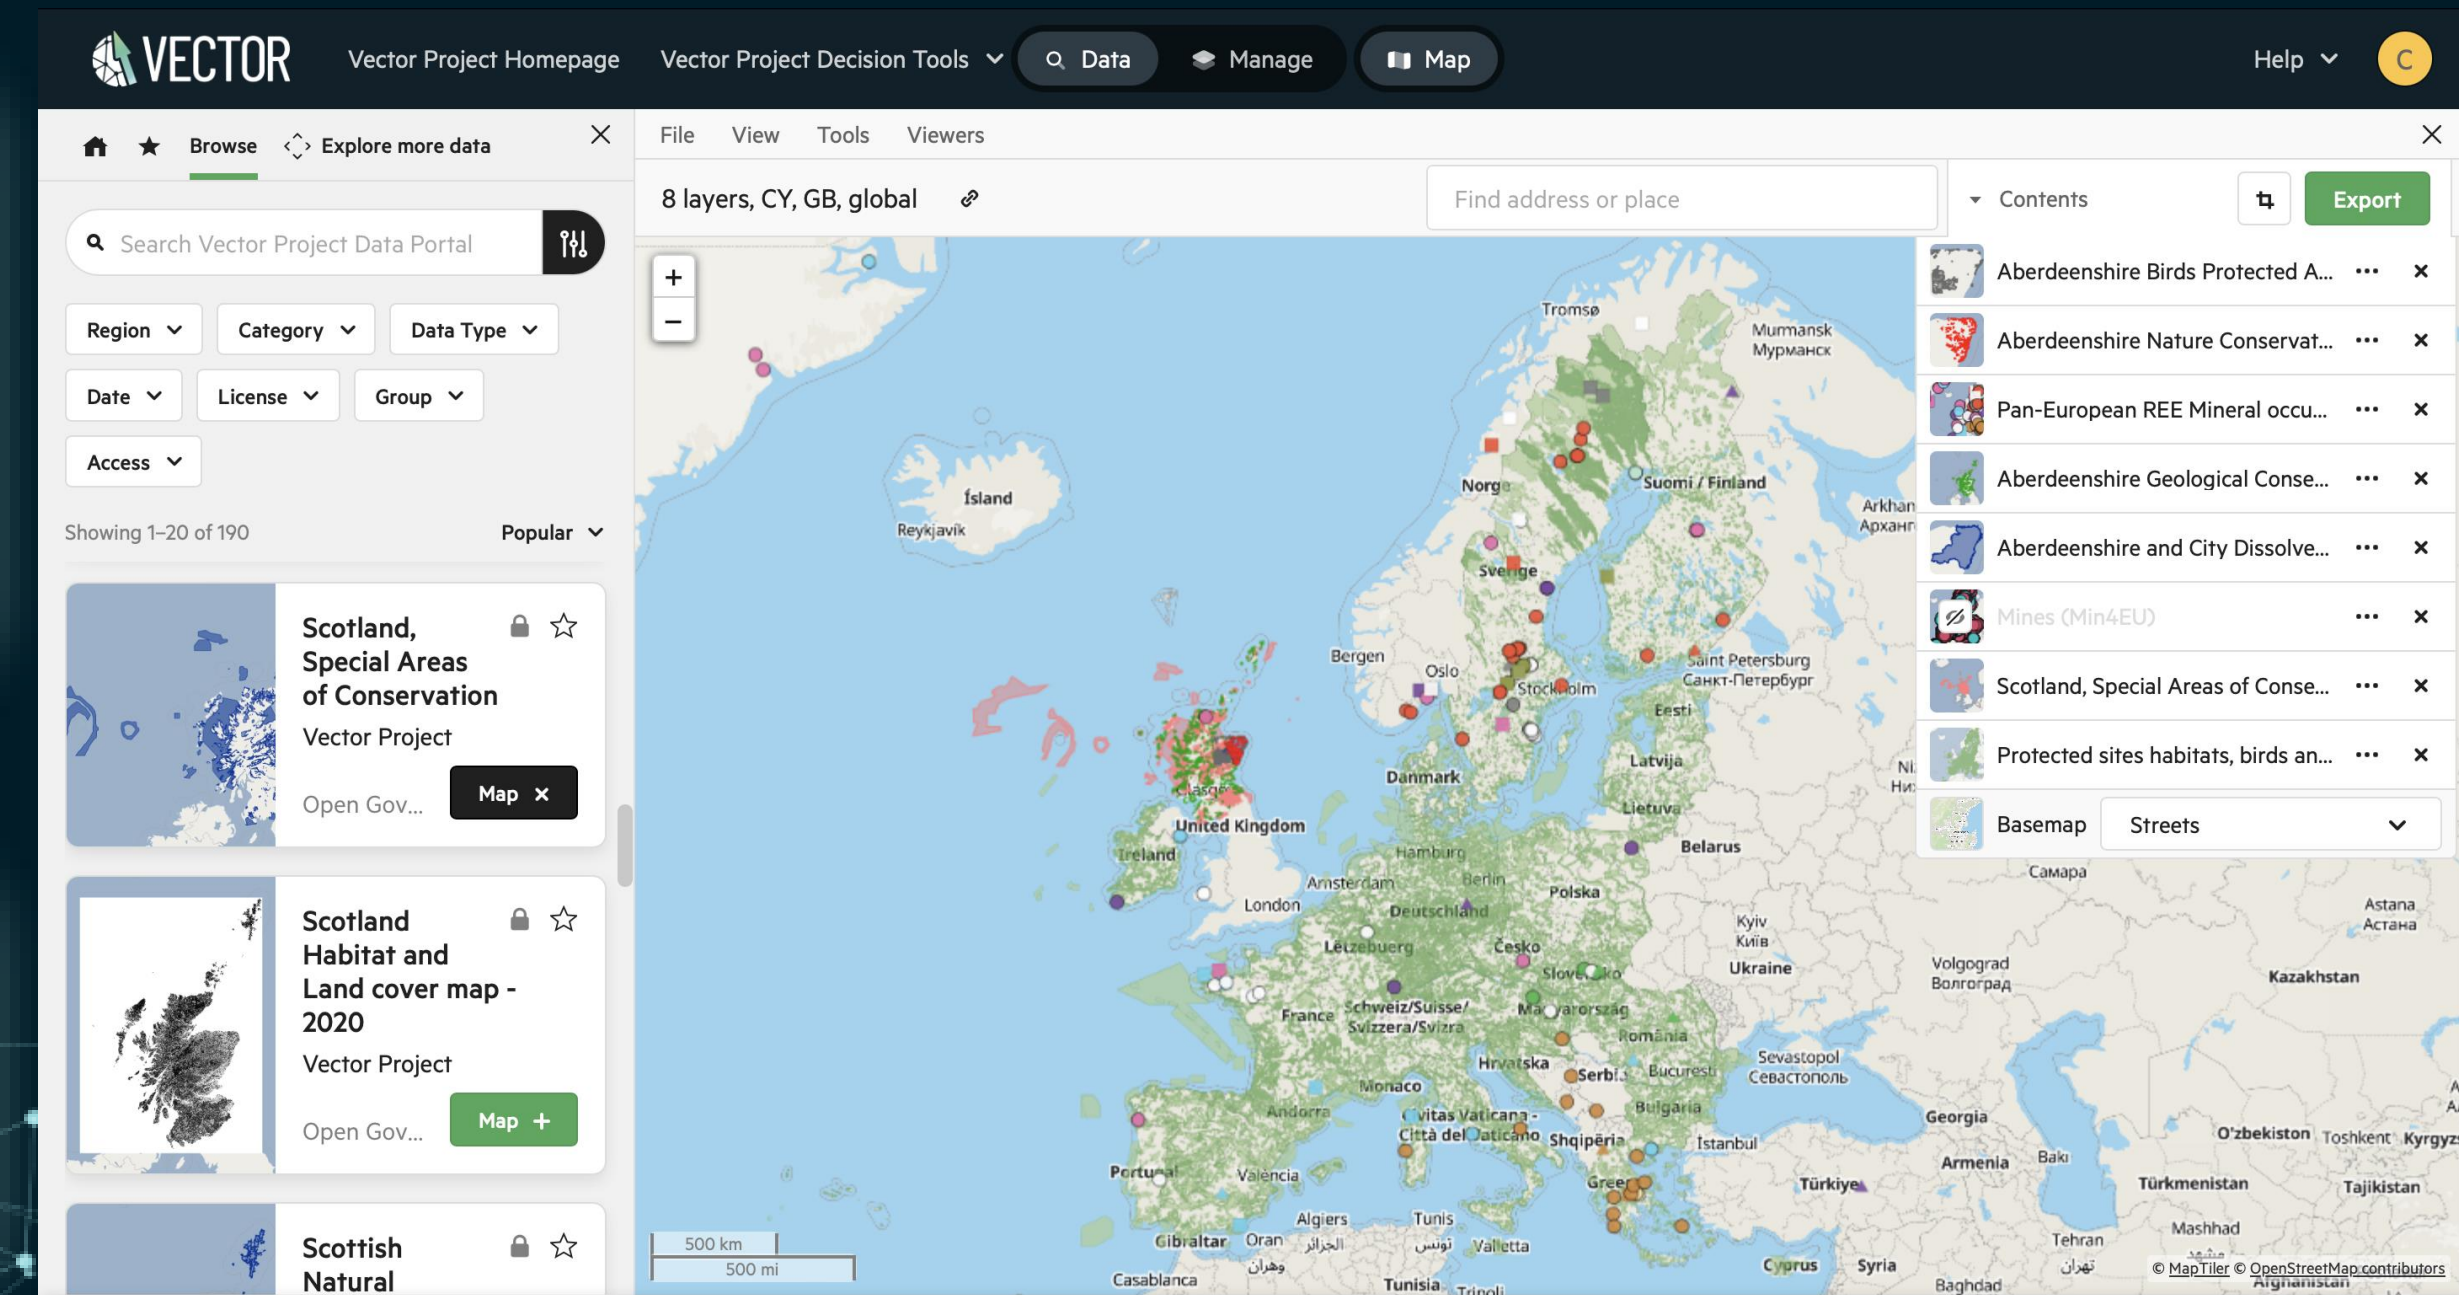 VECTOR
Vector Project Homepage
Vector Project Decision Tools
Data
Manage
Map
Help
C
Browse
Explore more data
Search Vector Project Data Portal
Region
Category
Data Type
Date
License
Group
Access
Showing 1–20 of 190
Popular
Scotland,
Special Areas
of Conservation
Vector Project
Open Gov...
Map
Scotland
Habitat and
Land cover map -
2020
Vector Project
Open Gov...
Map +
Scottish
Natural
File
View
Tools
Viewers
8 layers, CY, GB, global
Find address or place
Contents
Export
Aberdeenshire Birds Protected A...
Aberdeenshire Nature Conservat...
Pan-European REE Mineral occu...
Aberdeenshire Geological Conse...
Aberdeenshire and City Dissolve...
Mines (Min4EU)
Scotland, Special Areas of Conse...
Protected sites habitats, birds an...
Basemap
Streets
+
−
Tromsø
Murmansk
Мурманск
Norge
Suomi / Finland
Ísland
Reykjavík
Sverige
Bergen
Oslo
Stockholm
Saint Petersburg
Санкт-Петербург
Eesti
Latvija
Danmark
Lietuva
United Kingdom
Ireland
Hamburg
Belarus
Amsterdam
Berlin
Polska
London
Deutschland
Самара
Astana
Астана
Kyiv
Київ
Ukraine
Lëtzebuerg
Česko
Volgograd
Волгоград
Kazakhstan
France
Schweiz/Suisse/
Svizzera/Svizra
România
Hrvatska
București
Sevastopol
Севастополь
Monaco
Andorra
Bulgaria
Georgia
Shqipëria
İstanbul
O'zbekiston
Toshkent
Armenia
Bakı
Portugal
València
Türkiye
Türkmenistan
Tajikistan
Algiers
الجزائر
Tunis
تونس
Mashhad
Gibraltar
Oran
وهران
Valletta
Tehran
تهران
Casablanca
Tunisia
Cyprus
Syria
Baghdad
500 km
500 mi
© MapTiler © OpenStreetMap contributors